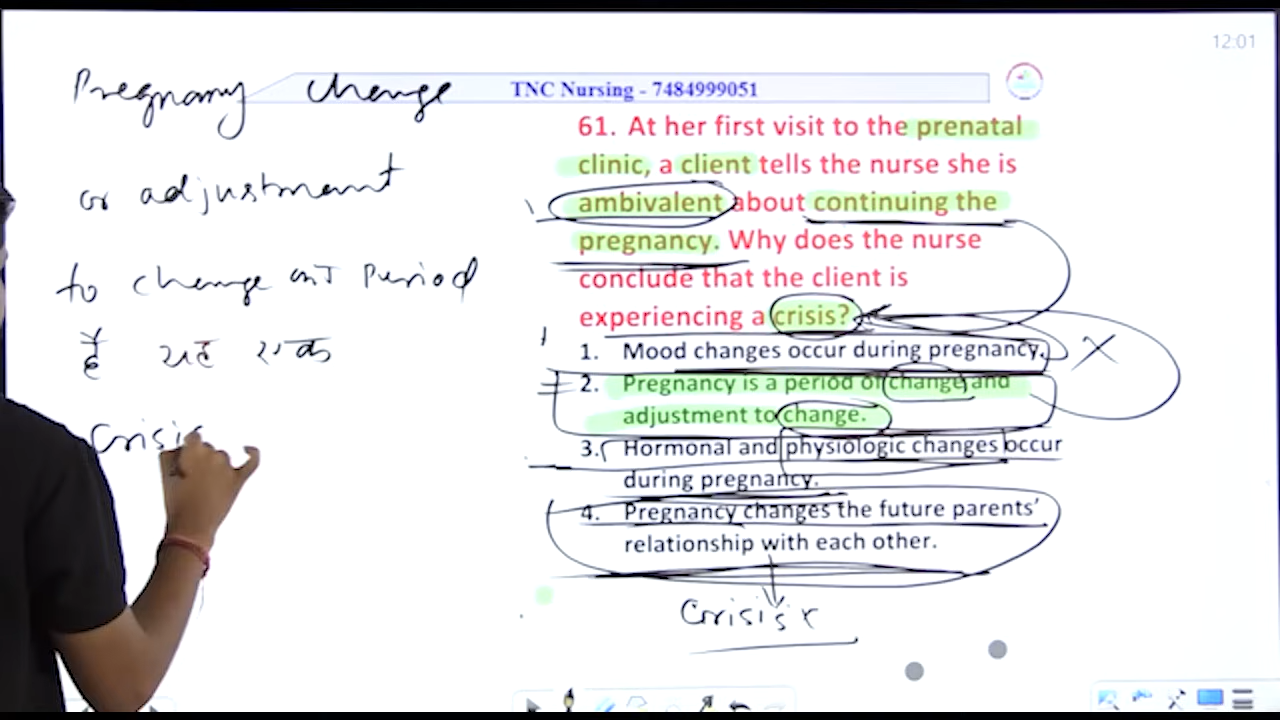 12:01
Pregnancy Change
TNC Nursing - 7484999051
or adjustment
to change का Period
है
Crisis
61. At her first visit to the prenatal
clinic, a client tells the nurse she is
ambivalent about continuing the
pregnancy. Why does the nurse
conclude that the client is
experiencing a crisis?
1. Mood changes occur during pregnancy.
2. Pregnancy is a period of change and
adjustment to change.
3. Hormonal and physiologic changes occur
during pregnancy.
4. Pregnancy changes the future parents'
relationship with each other.
Crisis x